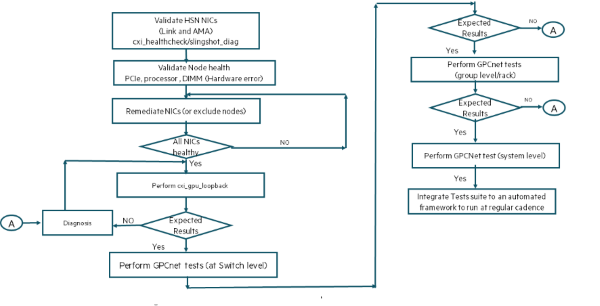 Validate HSN NICs
(Link and AMA)
cxi_healthcheck/slingshot_diag
Validate Node health
PCIe, processor , DIMM (Hardware error)
Remediate NICs (or exclude nodes)
All NICs
healthy
NO
Yes
Perform cxi_gpu_loopback
A
Diagnosis
NO
Expected
Results
Yes
Perform GPCnet tests (at Switch level)
Expected
Results
NO
A
Yes
Perform GPCnet tests
(group level/rack)
Expected
Results
NO
A
Yes
Perform GPCNet test (system level)
Yes
Integrate Tests suite to an automated
framework to run at regular cadence